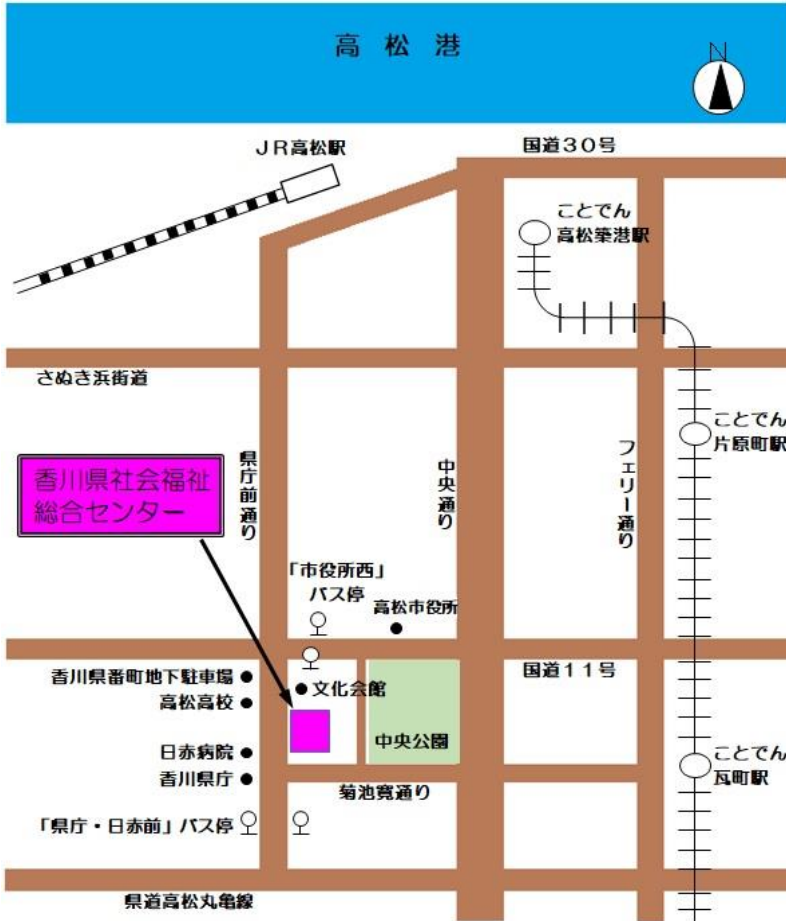 高松港
N
JR高松駅
国道30号
ことでん
高松築港駅
さぬき浜街道
ことでん
片原町駅
香川県社会福祉
総合センター
県庁前通り
中央通り
フェリー通り
「市役所西」
バス停
高松市役所
香川県番町地下駐車場
文化会館
国道11号
高松高校
中央公園
日赤病院
香川県庁
ことでん
瓦町駅
菊池寛通り
「県庁・日赤前」バス停
県道高松丸亀線